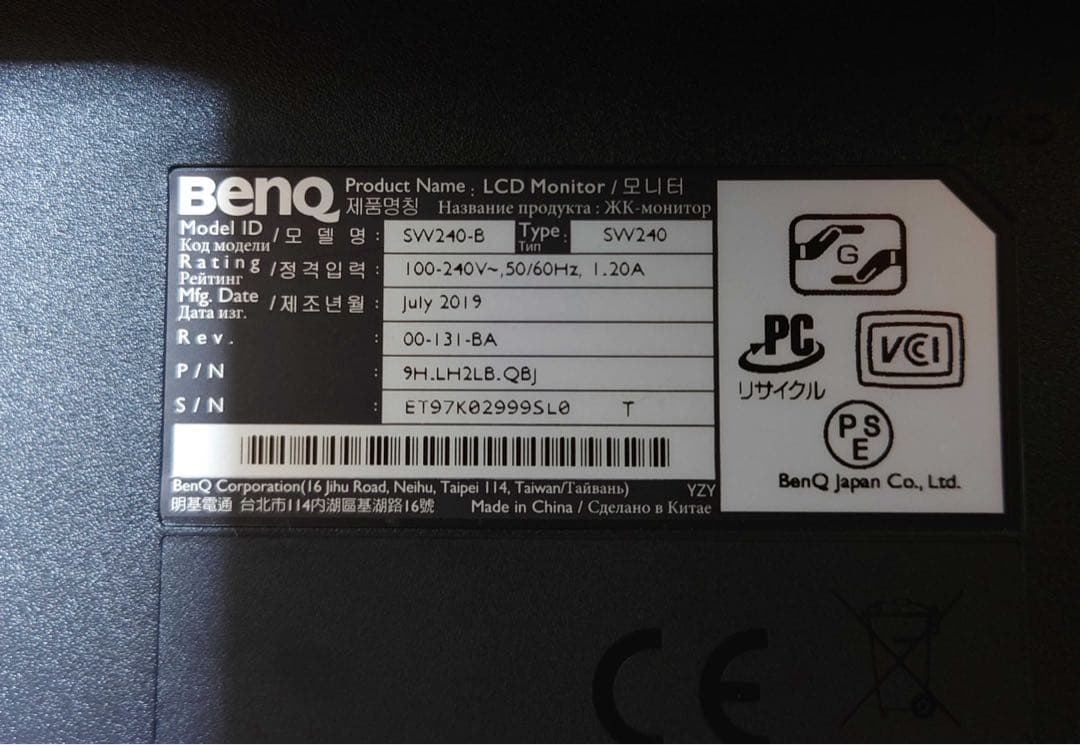 BenQ
Product Name : LCD Monitor / 모니터
제품명칭 Название продукта : ЖК-монитор
Model ID / 모델명 : SW240-B Type : SW240
Код модели Тип
Rating / 정격입력 : 100-240V~,50/60Hz, 1.20A
Рейтинг
Mfg. Date / 제조년월 : July 2019
Дата изг.
Rev. : 00-131-BA
P/N : 9H.LH2LB.QBJ
S/N : ET97K02999SL0 T
BenQ Corporation(16 Jihu Road, Neihu, Taipei 114, Taiwan/Тайвань) YZY
明基電通 台北市114內湖區基湖路16號 Made in China / Сделано в Китае
G
PC
リサイクル
VCCI
PSE
BenQ Japan Co., Ltd.
CE